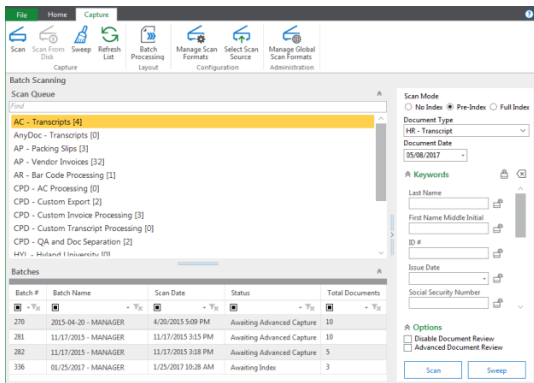 File Home Capture
Scan Scan From Disk Sweep Refresh List Batch Processing Manage Scan Formats Select Scan Source Manage Global Scan Formats
Capture Layout Configuration Administration
Batch Scanning
Scan Queue
Find
AC - Transcripts [4]
AnyDoc - Transcripts [0]
AP - Packing Slips [3]
AP - Vendor Invoices [32]
AR - Bar Code Processing [1]
CPD - AC Processing [0]
CPD - Custom Export [2]
CPD - Custom Invoice Processing [3]
CPD - Custom Transcript Processing [0]
CPD - QA and Doc Separation [2]
HYL - Hyland University [0]
Batches
Batch # Batch Name Scan Date Status Total Documents
270 2015-04-20 - MANAGER 4/20/2015 5:09 PM Awaiting Advanced Capture 10
281 11/17/2015 - MANAGER 11/17/2015 3:15 PM Awaiting Advanced Capture 10
282 11/17/2015 - MANAGER 11/17/2015 3:18 PM Awaiting Advanced Capture 5
336 01/25/2017 - MANAGER 1/25/2017 10:28 AM Awaiting Index 3
Scan Mode
No Index Pre-Index Full Index
Document Type
HR - Transcript
Document Date
05/08/2017
Keywords
Last Name
First Name Middle Initial
ID #
Issue Date
Social Security Number
Options
Disable Document Review
Advanced Document Review
Scan Sweep